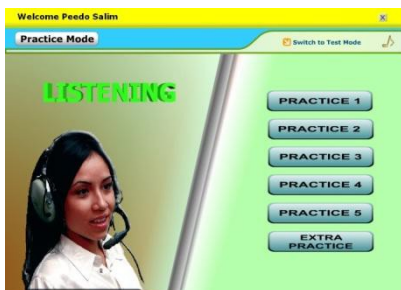 Welcome Peedo Salim
Practice Mode
Switch to Test Mode
LISTENING
PRACTICE 1
PRACTICE 2
PRACTICE 3
PRACTICE 4
PRACTICE 5
EXTRA
PRACTICE